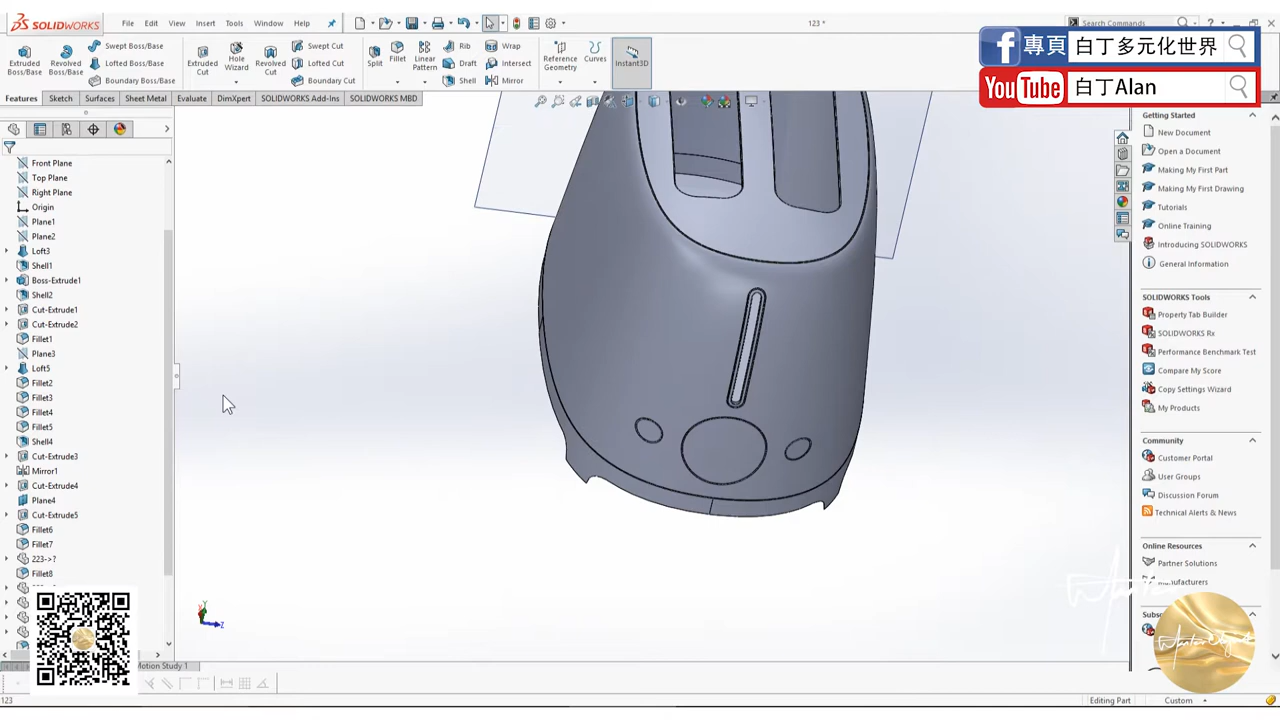 SOLIDWORKS
File Edit View Insert Tools Window Help
123 *
Search Commands
專頁 白丁多元化世界
YouTube 白丁Alan
Extruded Boss/Base
Revolved Boss/Base
Swept Boss/Base
Lofted Boss/Base
Boundary Boss/Base
Extruded Cut
Hole Wizard
Revolved Cut
Swept Cut
Lofted Cut
Boundary Cut
Split
Fillet
Linear Pattern
Rib
Draft
Shell
Wrap
Intersect
Mirror
Reference Geometry
Curves
Instant3D
Features Sketch Surfaces Sheet Metal Evaluate DimXpert SOLIDWORKS Add-Ins SOLIDWORKS MBD
Front Plane
Top Plane
Right Plane
Origin
Plane1
Plane2
Loft3
Shell1
Boss-Extrude1
Shell2
Cut-Extrude1
Cut-Extrude2
Fillet1
Plane3
Loft5
Fillet2
Fillet3
Fillet4
Fillet5
Shell4
Cut-Extrude3
Mirror1
Cut-Extrude4
Plane4
Cut-Extrude5
Fillet6
Fillet7
223->?
Fillet8
Motion Study 1
123
Y
Z
Getting Started
New Document
Open a Document
Making My First Part
Making My First Drawing
Tutorials
Online Training
Introducing SOLIDWORKS
General Information
SOLIDWORKS Tools
Property Tab Builder
SOLIDWORKS Rx
Performance Benchmark Test
Compare My Score
Copy Settings Wizard
My Products
Community
Customer Portal
User Groups
Discussion Forum
Technical Alerts & News
Online Resources
Partner Solutions
Manufacturers
Editing Part
Custom